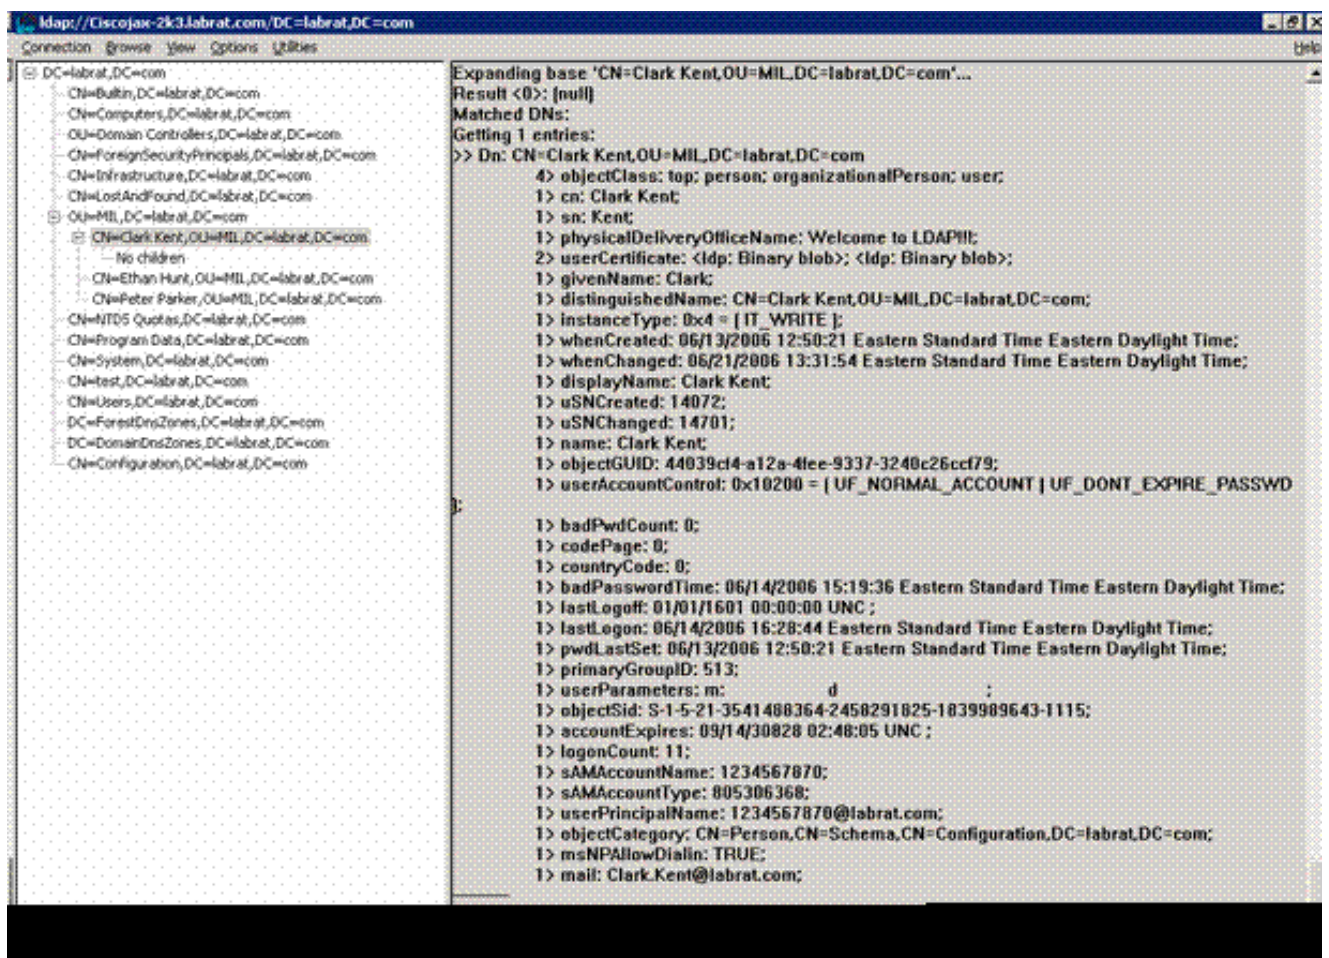 ldap://Ciscojax-2k3.labrat.com/DC=labrat,DC=com
Connection Browse View Options Utilities Help
DC=labrat,DC=com
CN=Builtin,DC=labrat,DC=com
CN=Computers,DC=labrat,DC=com
OU=Domain Controllers,DC=labrat,DC=com
CN=ForeignSecurityPrincipals,DC=labrat,DC=com
CN=Infrastructure,DC=labrat,DC=com
CN=LostAndFound,DC=labrat,DC=com
OU=MIL,DC=labrat,DC=com
CN=Clark Kent,OU=MIL,DC=labrat,DC=com
No children
CN=Ethan Hunt,OU=MIL,DC=labrat,DC=com
CN=Peter Parker,OU=MIL,DC=labrat,DC=com
CN=NTDS Quotas,DC=labrat,DC=com
CN=Program Data,DC=labrat,DC=com
CN=System,DC=labrat,DC=com
CN=test,DC=labrat,DC=com
CN=Users,DC=labrat,DC=com
DC=ForestDnsZones,DC=labrat,DC=com
DC=DomainDnsZones,DC=labrat,DC=com
CN=Configuration,DC=labrat,DC=com
Expanding base 'CN=Clark Kent,OU=MIL,DC=labrat,DC=com'...
Result <0>: (null)
Matched DNs:
Getting 1 entries:
>> Dn: CN=Clark Kent,OU=MIL,DC=labrat,DC=com
4> objectClass: top; person; organizationalPerson; user;
1> cn: Clark Kent;
1> sn: Kent;
1> physicalDeliveryOfficeName: Welcome to LDAP!!!;
2> userCertificate: <ldp: Binary blob>; <ldp: Binary blob>;
1> givenName: Clark;
1> distinguishedName: CN=Clark Kent,OU=MIL,DC=labrat,DC=com;
1> instanceType: 0x4 = [ IT_WRITE ];
1> whenCreated: 06/13/2006 12:50:21 Eastern Standard Time Eastern Daylight Time;
1> whenChanged: 06/21/2006 13:31:54 Eastern Standard Time Eastern Daylight Time;
1> displayName: Clark Kent;
1> uSNCreated: 14072;
1> uSNChanged: 14701;
1> name: Clark Kent;
1> objectGUID: 44039cf4-a12a-4fee-9337-3240c26ccf79;
1> userAccountControl: 0x10200 = [ UF_NORMAL_ACCOUNT | UF_DONT_EXPIRE_PASSWD
];
1> badPwdCount: 0;
1> codePage: 0;
1> countryCode: 0;
1> badPasswordTime: 06/14/2006 15:19:36 Eastern Standard Time Eastern Daylight Time;
1> lastLogoff: 01/01/1601 00:00:00 UNC ;
1> lastLogon: 06/14/2006 16:28:44 Eastern Standard Time Eastern Daylight Time;
1> pwdLastSet: 06/13/2006 12:50:21 Eastern Standard Time Eastern Daylight Time;
1> primaryGroupID: 513;
1> userParameters: m: d ;
1> objectSid: S-1-5-21-3541488364-2458291825-1839989643-1115;
1> accountExpires: 09/14/30828 02:48:05 UNC ;
1> logonCount: 11;
1> sAMAccountName: 1234567870;
1> sAMAccountType: 805306368;
1> userPrincipalName: 1234567870@labrat.com;
1> objectCategory: CN=Person,CN=Schema,CN=Configuration,DC=labrat,DC=com;
1> msNPAllowDialin: TRUE;
1> mail: Clark.Kent@labrat.com;